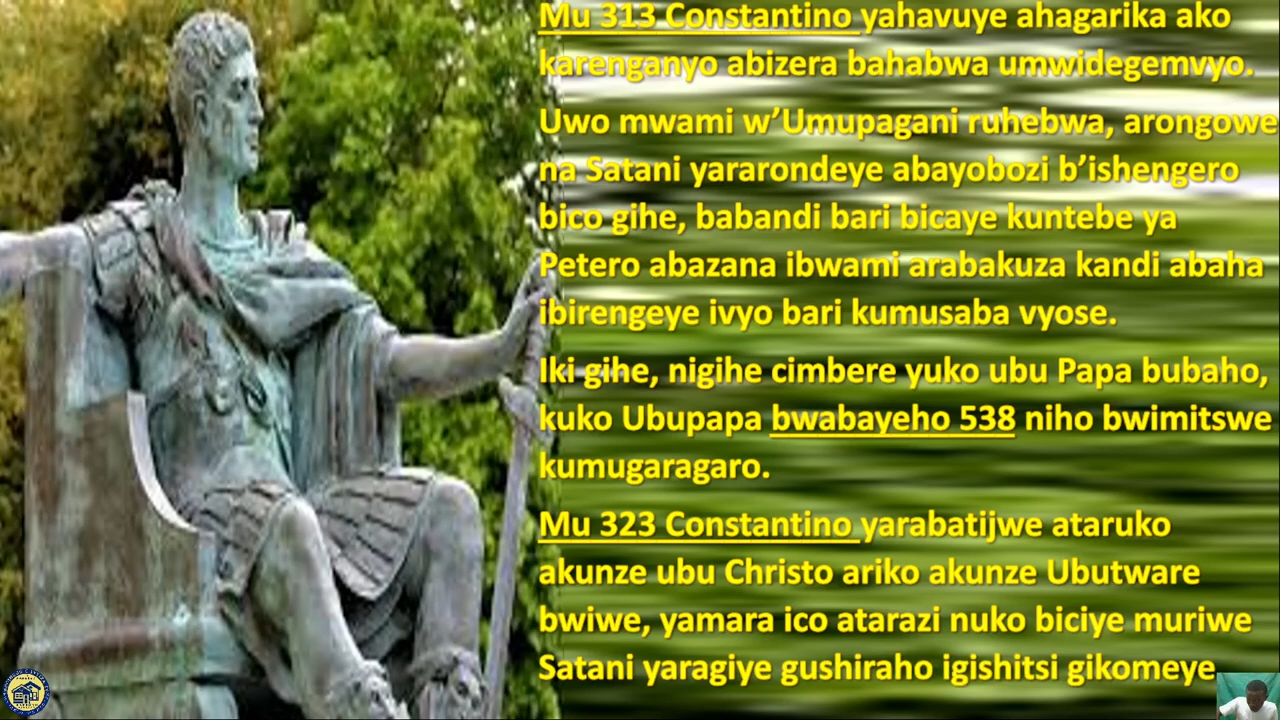 Mu 313 Constantino yahavuye ahagarika ako
karenganyo abizera bahabwa umwidegemvyo.
Uwo mwami w’Umupagani ruhebwa, arongowe
na Satani yararondeye abayobozi b’ishengero
bico gihe, babandi bari bicaye kuntebe ya
Petero abazana ibwami arabakuza kandi abaha
ibirengeye ivyo bari kumusaba vyose.
Iki gihe, nigihe cimbere yuko ubu Papa bubaho,
kuko Ubupapa bwabayeho 538 niho bwimitswe
kumugaragaro.
Mu 323 Constantino yarabatijwe ataruko
akunze ubu Christo ariko akunze Ubutware
bwiwe, yamara ico atarazi nuko biciye muriwe
Satani yaragiye gushiraho igishitsi gikomeye